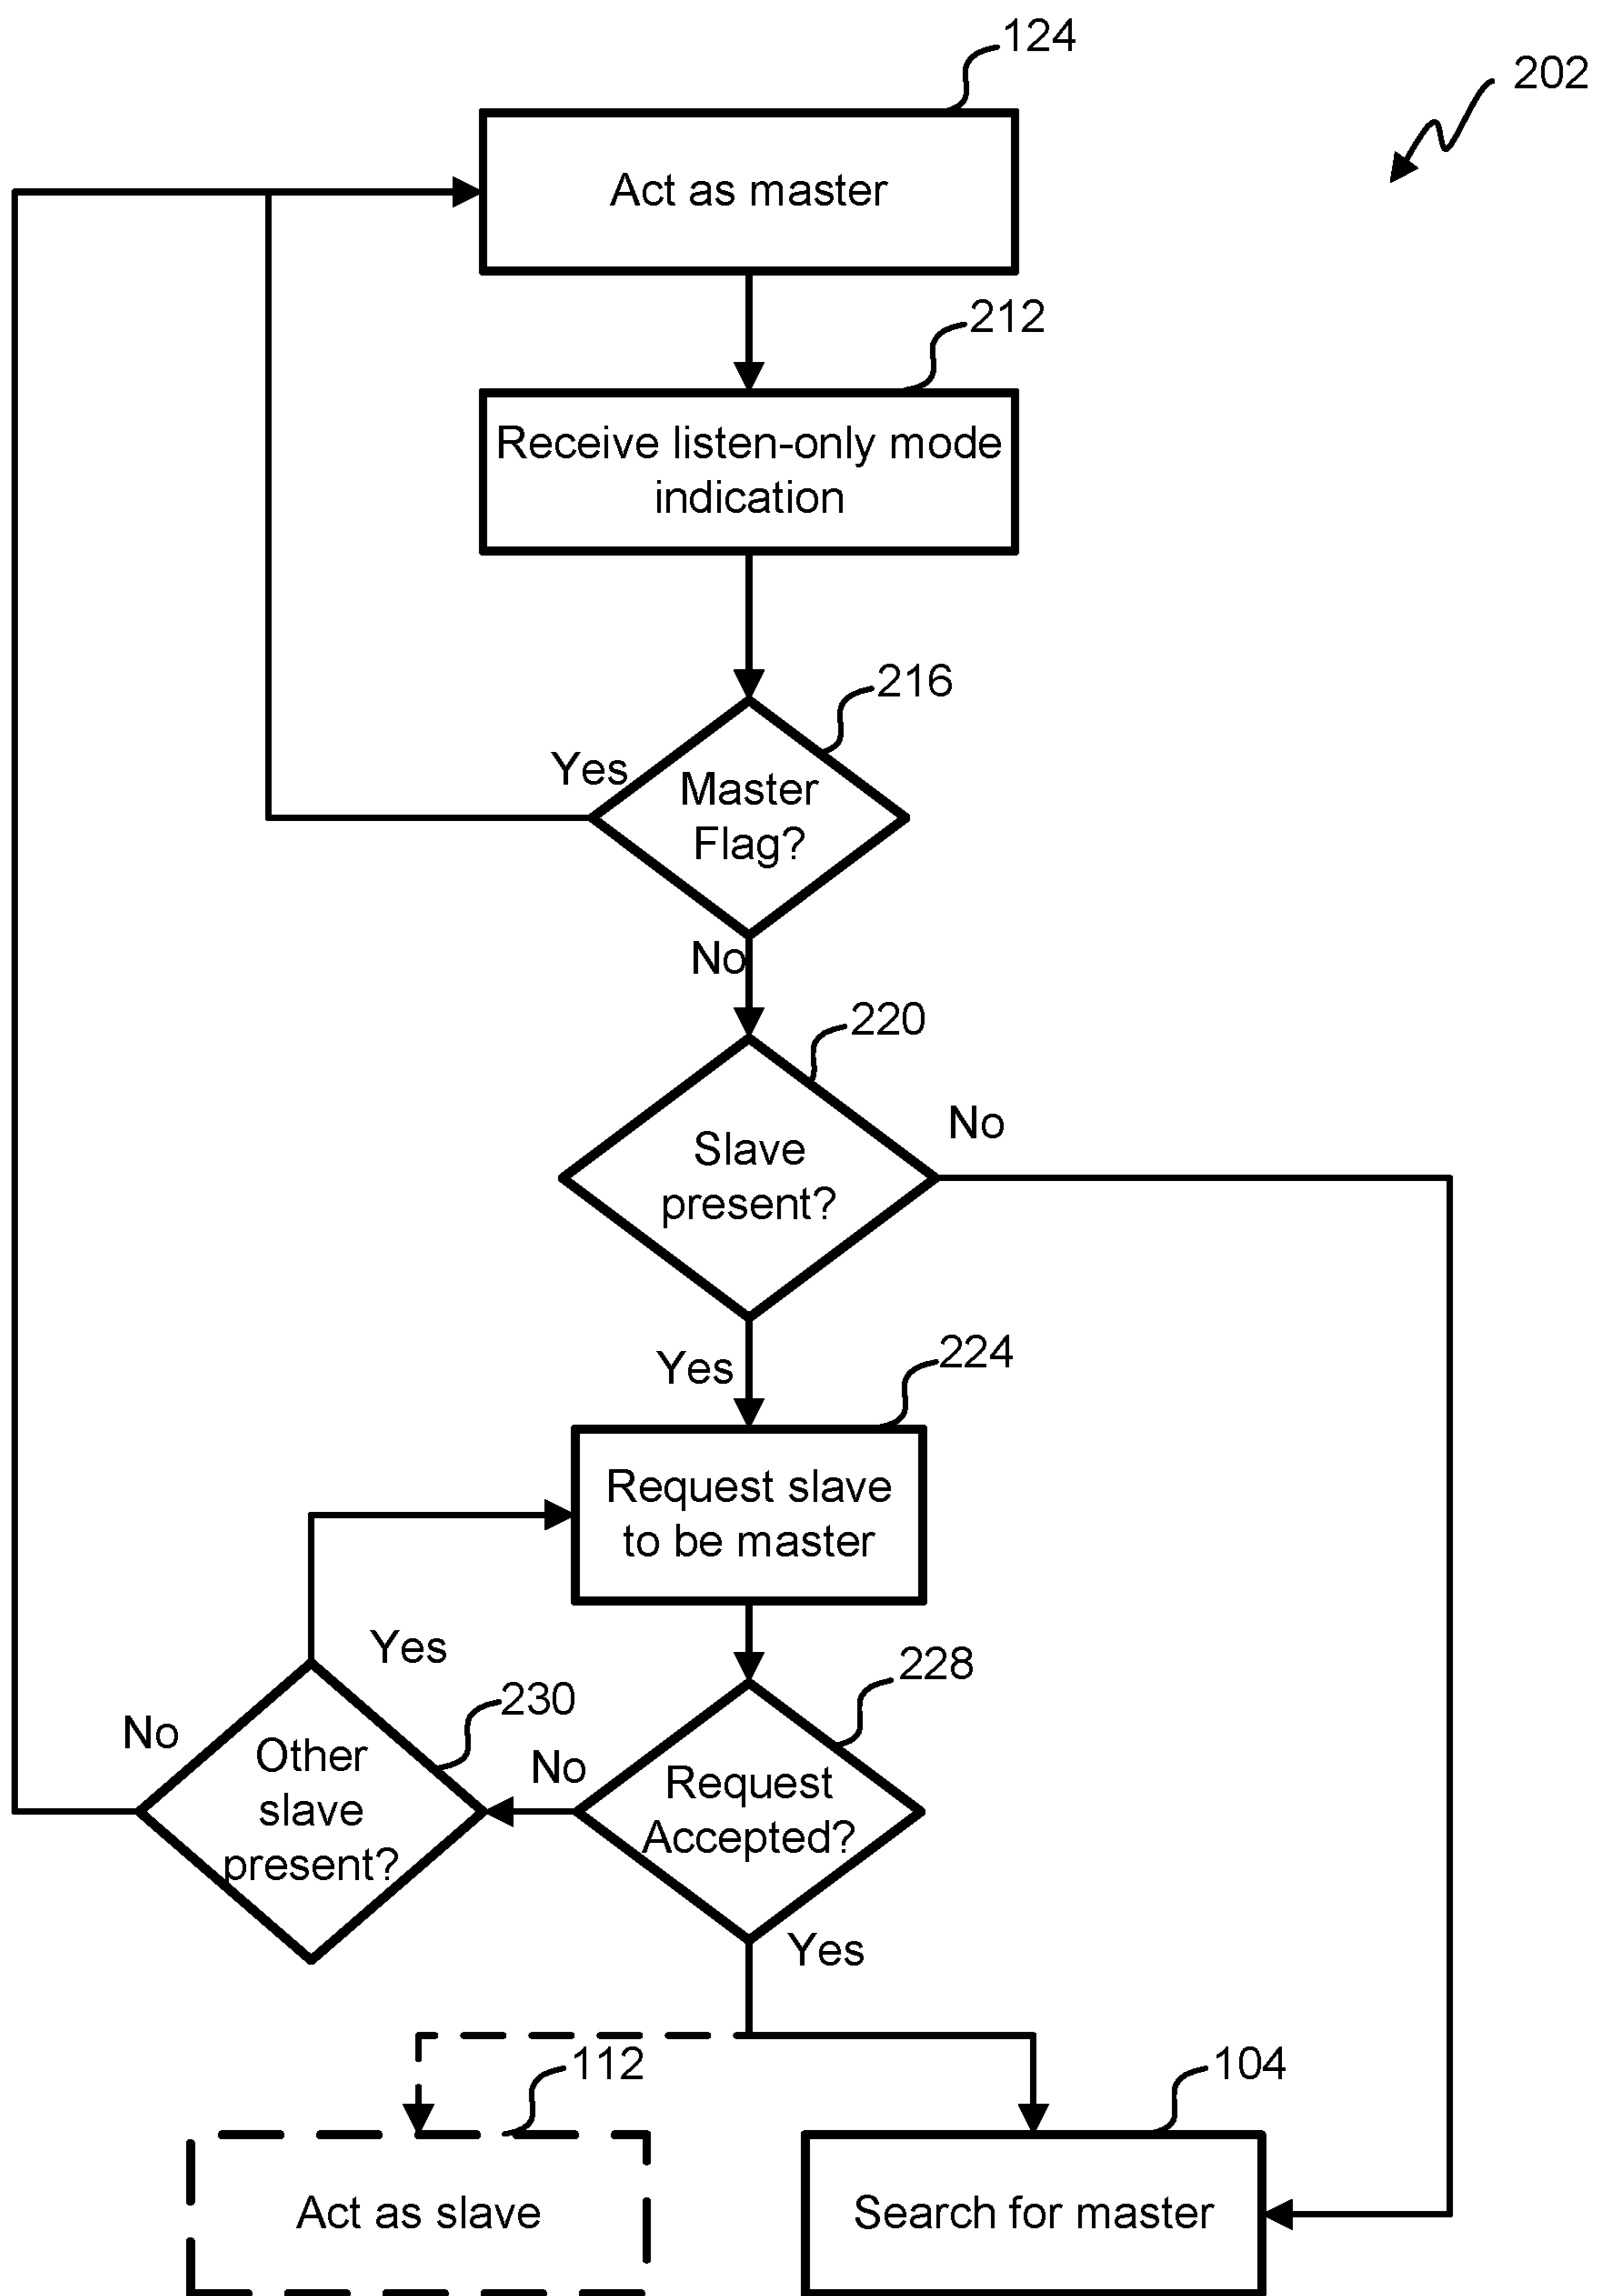 124
202
Act as master
212
Receive listen-only mode
indication
216
Yes
Master
Flag?
No
220
No
Slave
present?
Yes
224
Request slave
to be master
Yes
228
230
No
Other
slave
present?
No
Request
Accepted?
Yes
112
104
Act as slave
Search for master